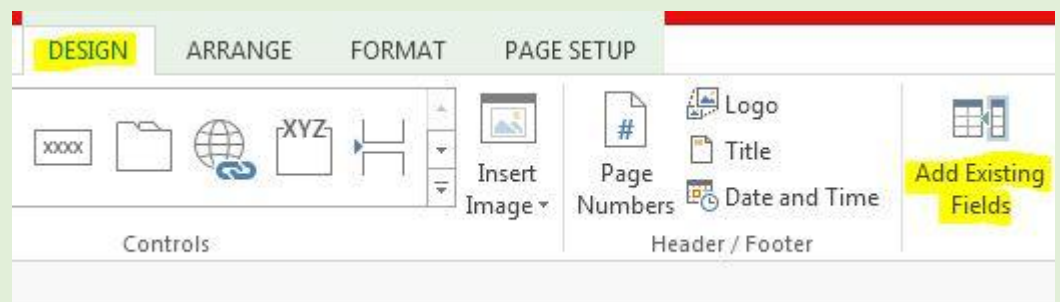 DESIGN ARRANGE FORMAT PAGE SETUP
xxxx
XYZ
Insert
Image
#
Page
Numbers
Logo
Title
Date and Time
Add Existing
Fields
Controls
Header / Footer